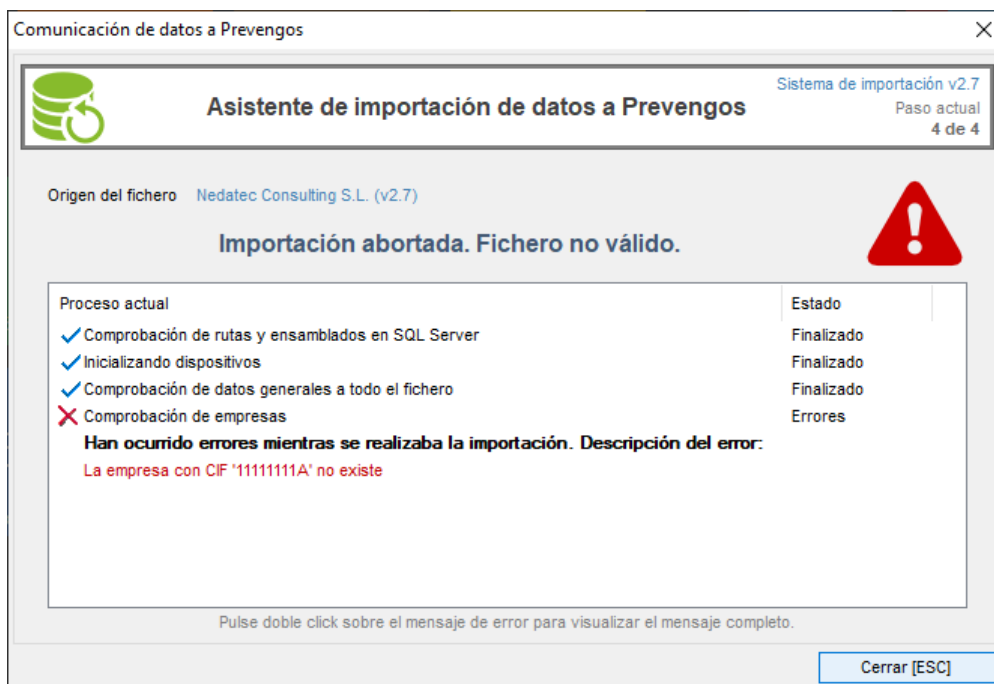 Comunicación de datos a Prevengos
Sistema de importación v2.7
Asistente de importación de datos a Prevengos
Paso actual
4 de 4
Origen del fichero Nedatec Consulting S.L. (v2.7)
Importación abortada. Fichero no válido.
Proceso actual Estado
Comprobación de rutas y ensamblados en SQL Server Finalizado
Inicializando dispositivos Finalizado
Comprobación de datos generales a todo el fichero Finalizado
Comprobación de empresas Errores
Han ocurrido errores mientras se realizaba la importación. Descripción del error:
La empresa con CIF '11111111A' no existe
Pulse doble click sobre el mensaje de error para visualizar el mensaje completo.
Cerrar [ESC]